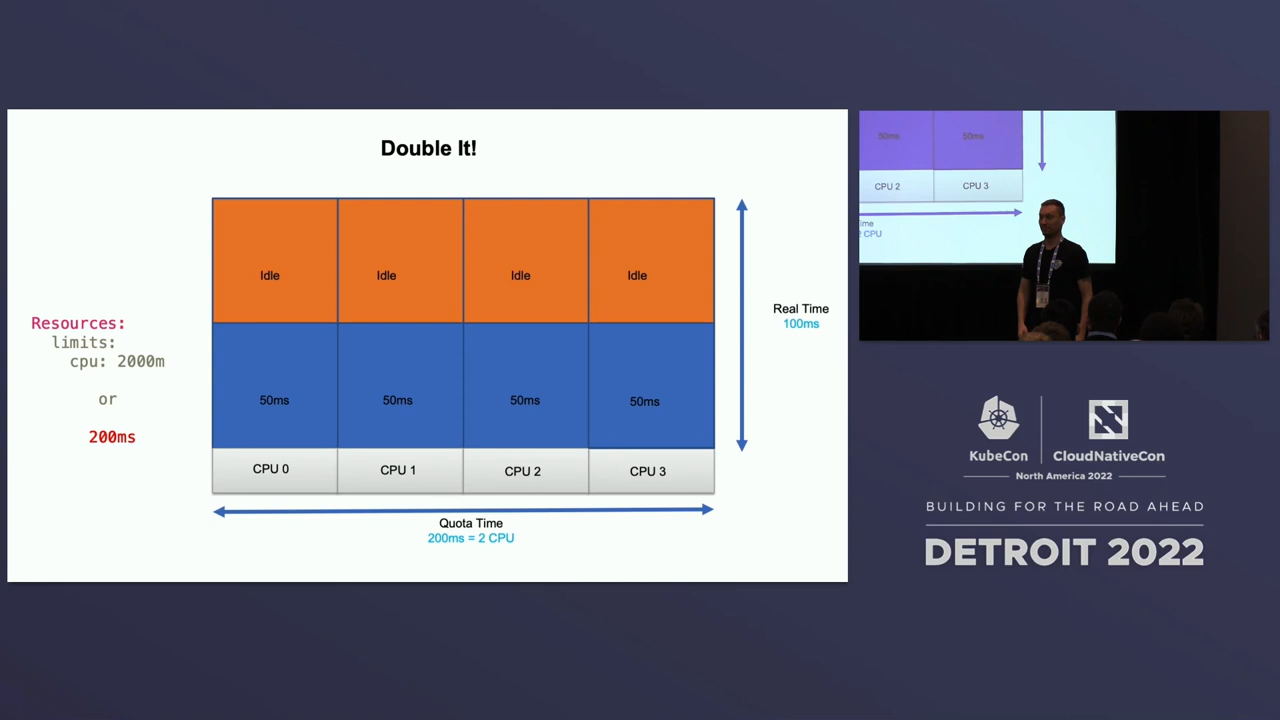 Double It!
Idle
Idle
Idle
Idle
Real Time
100ms
Resources:
limits:
cpu: 2000m
or
200ms
50ms
50ms
50ms
50ms
CPU 0
CPU 1
CPU 2
CPU 3
Quota Time
200ms = 2 CPU
50ms
50ms
CPU 2
CPU 3
ime
CPU
KubeCon
CloudNativeCon
North America 2022
BUILDING FOR THE ROAD AHEAD
DETROIT 2022